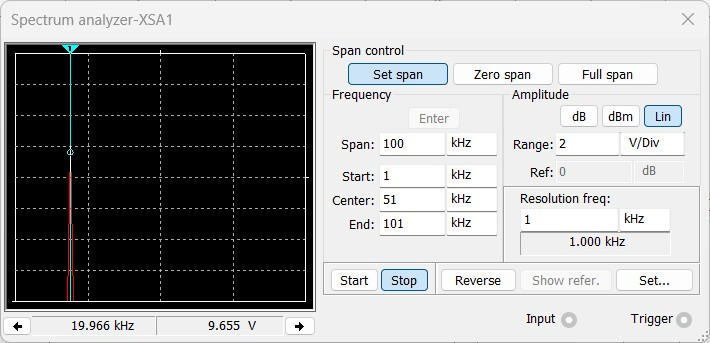 Spectrum analyzer-XSA1
1
Span control
Set span Zero span Full span
Frequency
Enter
Span: 100 kHz
Start: 1 kHz
Center: 51 kHz
End: 101 kHz
Amplitude
dB dBm Lin
Range: 2 V/Div
Ref: 0 dB
Resolution freq:
1 kHz
1.000 kHz
Start Stop Reverse Show refer. Set...
19.966 kHz 9.655 V
Input Trigger